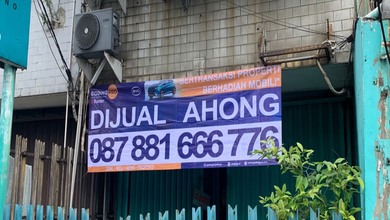 BERTRANSAKSI PROPERTI
BERHADIAH MOBIL!*
DIJUAL AHONG
087 881 666 776